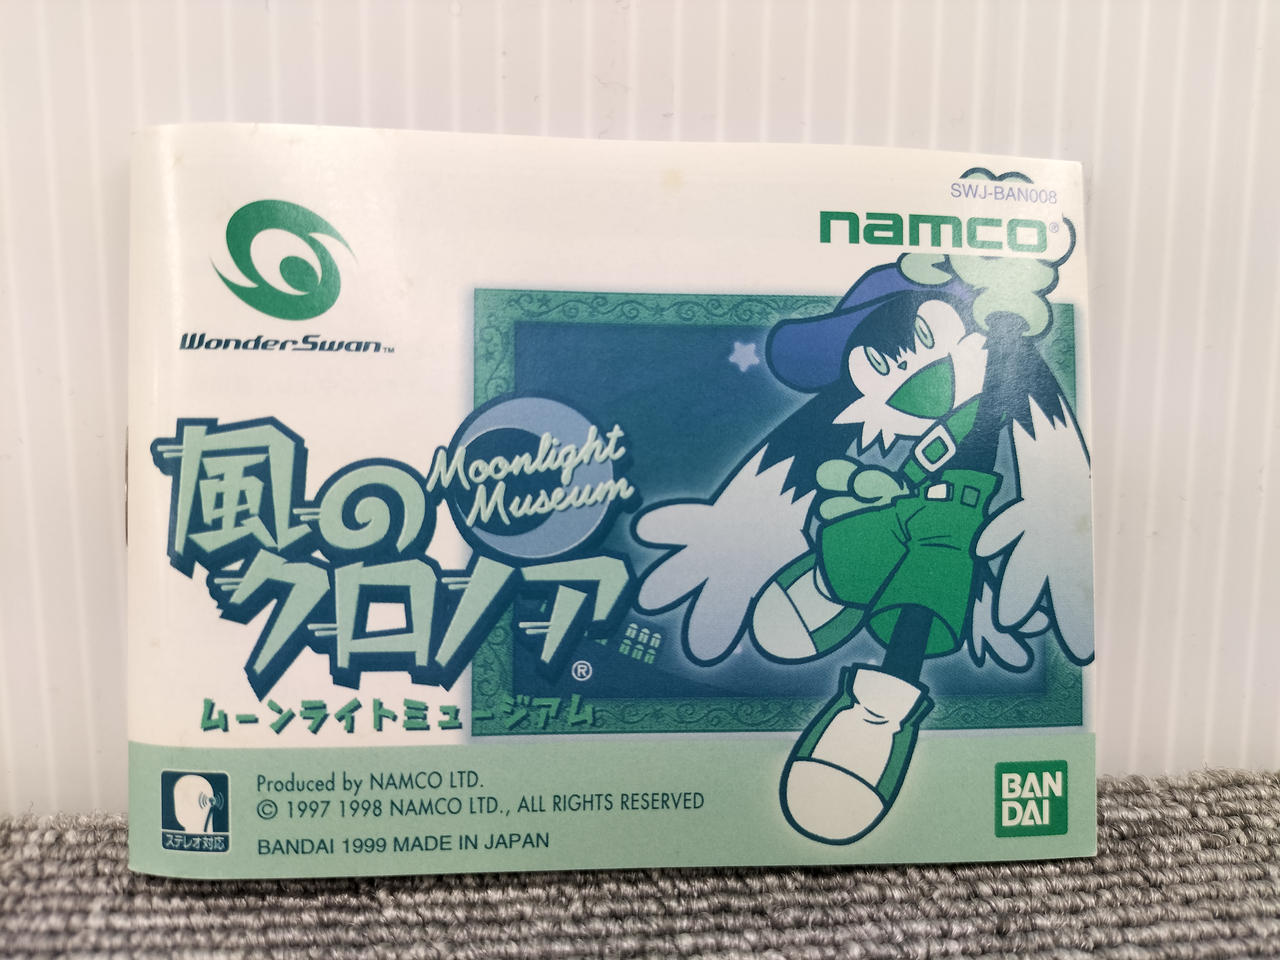 SWJ-BAN008
namco®
WonderSwan™
Moonlight
Museum
風の
クロノア®
ムーンライトミュージアム
ステレオ対応
Produced by NAMCO LTD.
© 1997 1998 NAMCO LTD., ALL RIGHTS RESERVED
BANDAI 1999 MADE IN JAPAN
BAN
DAI